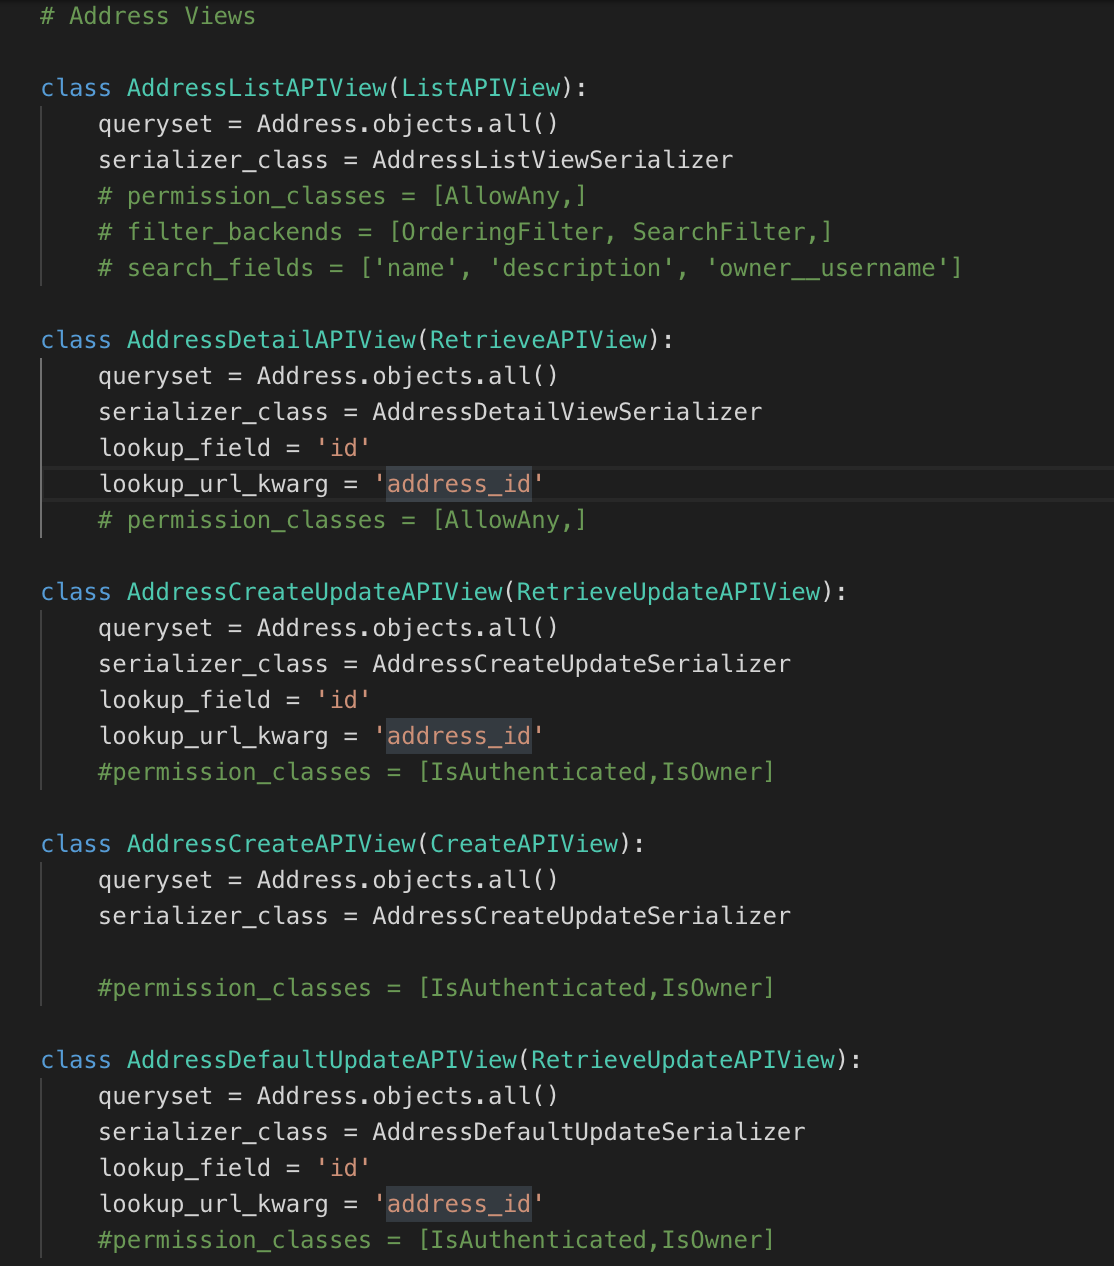 # Address Views
class AddressListAPIView(ListAPIView):
    queryset = Address.objects.all()
    serializer_class = AddressListViewSerializer
    # permission_classes = [AllowAny,]
    # filter_backends = [OrderingFilter, SearchFilter,]
    # search_fields = ['name', 'description', 'owner__username']
class AddressDetailAPIView(RetrieveAPIView):
    queryset = Address.objects.all()
    serializer_class = AddressDetailViewSerializer
    lookup_field = 'id'
    lookup_url_kwarg = 'address_id'
    # permission_classes = [AllowAny,]
class AddressCreateUpdateAPIView(RetrieveUpdateAPIView):
    queryset = Address.objects.all()
    serializer_class = AddressCreateUpdateSerializer
    lookup_field = 'id'
    lookup_url_kwarg = 'address_id'
    #permission_classes = [IsAuthenticated,IsOwner]
class AddressCreateAPIView(CreateAPIView):
    queryset = Address.objects.all()
    serializer_class = AddressCreateUpdateSerializer
    #permission_classes = [IsAuthenticated,IsOwner]
class AddressDefaultUpdateAPIView(RetrieveUpdateAPIView):
    queryset = Address.objects.all()
    serializer_class = AddressDefaultUpdateSerializer
    lookup_field = 'id'
    lookup_url_kwarg = 'address_id'
    #permission_classes = [IsAuthenticated,IsOwner]